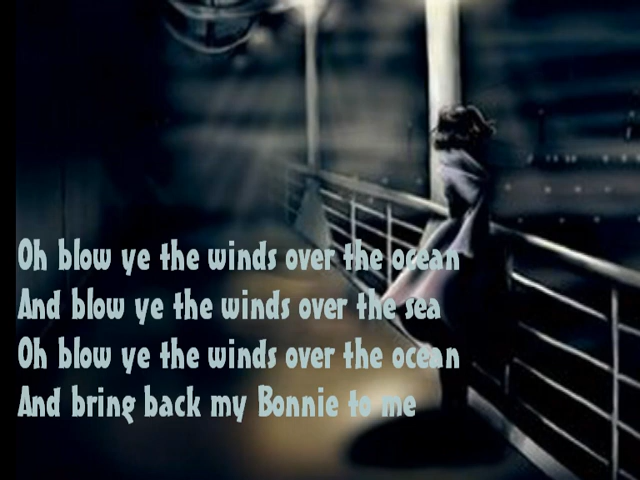 Oh blow ye the winds over the ocean
And blow ye the winds over the sea
Oh blow ye the winds over the ocean
And bring back my Bonnie to me